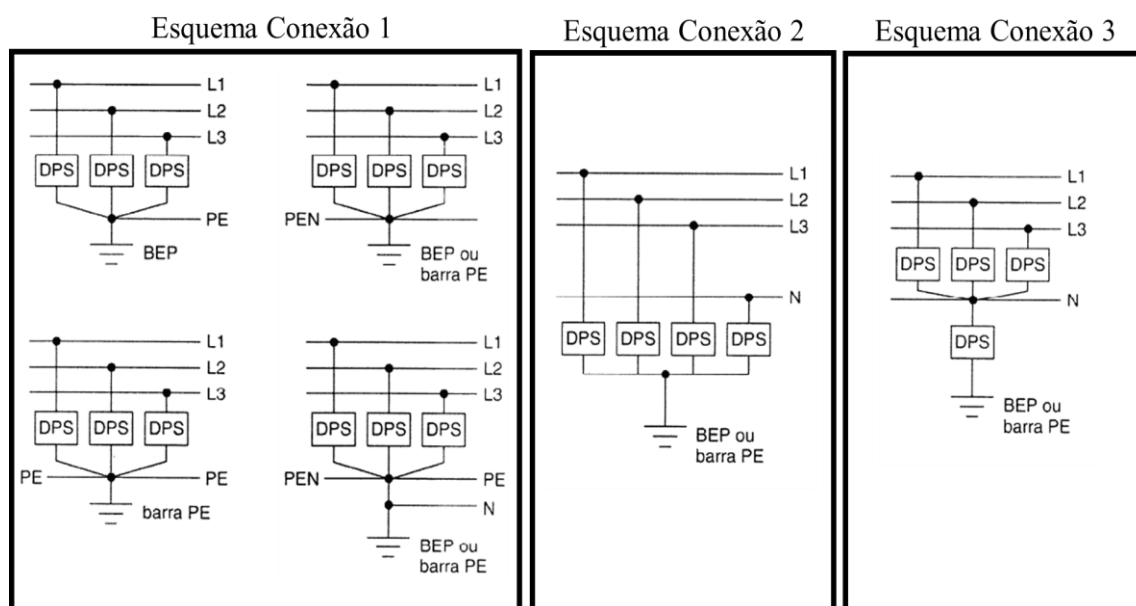 Esquema Conexão 1
L1
L2
L3
DPS DPS DPS
PE
BEP
L1
L2
L3
DPS DPS DPS
PEN
BEP ou
barra PE
L1
L2
L3
DPS DPS DPS
PE PE
barra PE
L1
L2
L3
DPS DPS DPS
PEN PE
N
BEP ou
barra PE
Esquema Conexão 2
L1
L2
L3
N
DPS DPS DPS DPS
BEP ou
barra PE
Esquema Conexão 3
L1
L2
L3
DPS DPS DPS
N
DPS
BEP ou
barra PE